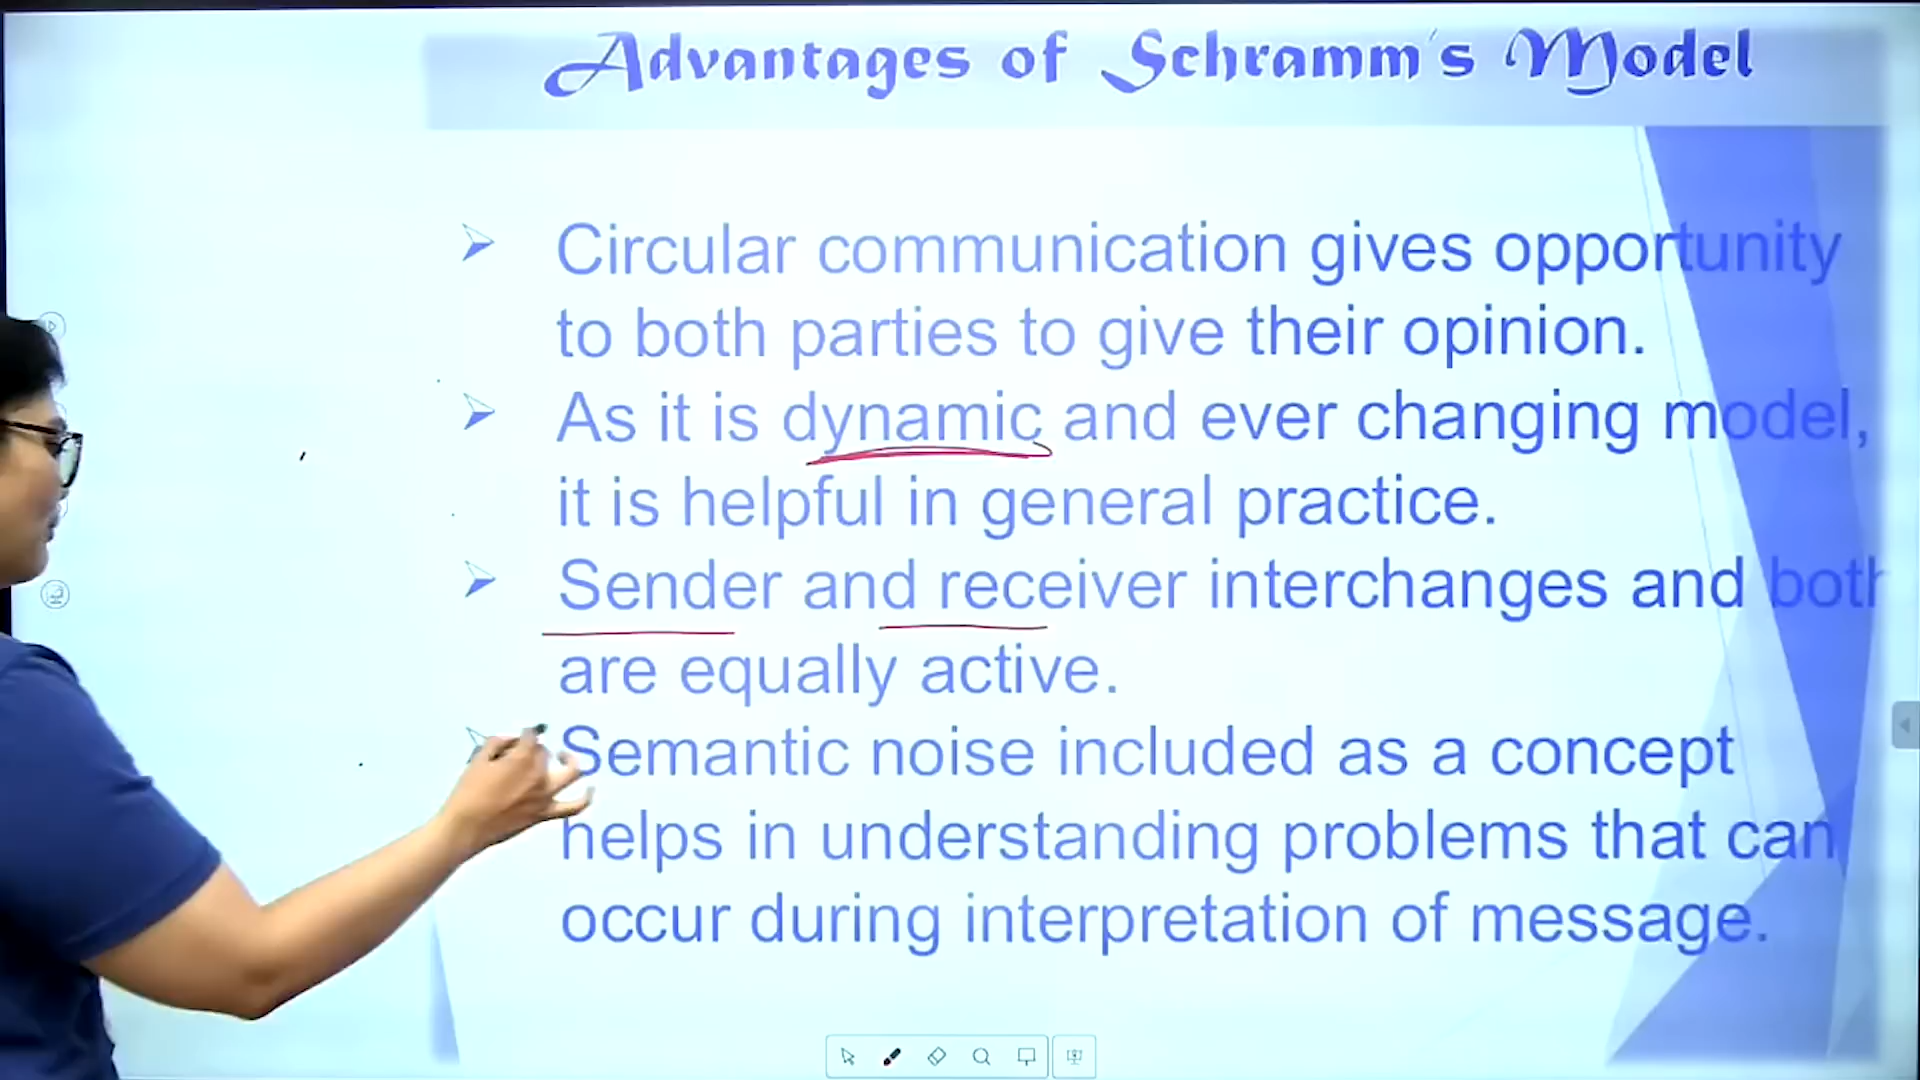 Advantages of Schramm's Model
Circular communication gives opportunity
to both parties to give their opinion.
As it is dynamic and ever changing model,
it is helpful in general practice.
Sender and receiver interchanges and both
are equally active.
Semantic noise included as a concept
helps in understanding problems that can
occur during interpretation of message.